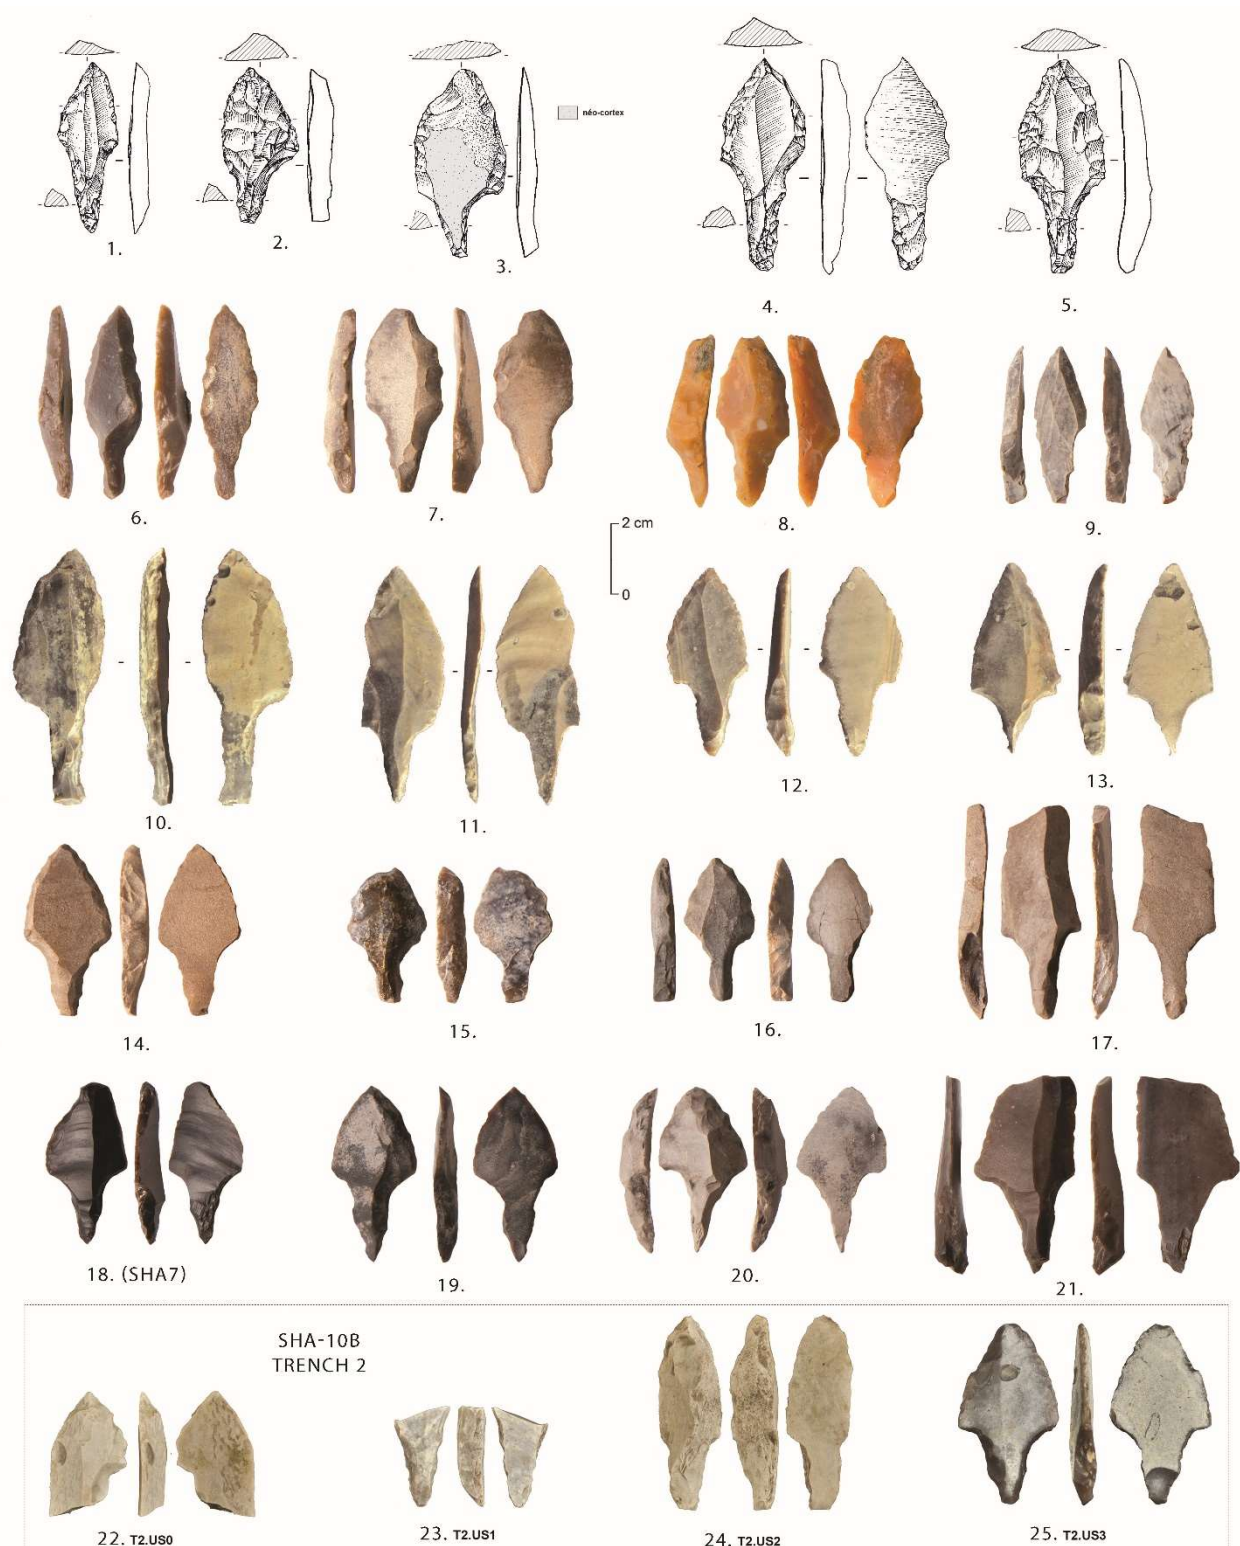 néo-cortex
1.
2.
3.
4.
5.
6.
7.
8.
9.
2 cm
0
10.
11.
12.
13.
14.
15.
16.
17.
18. (SHA7)
19.
20.
21.
SHA-10B
TRENCH 2
22. T2.US0
23. T2.US1
24. T2.US2
25. T2.US3